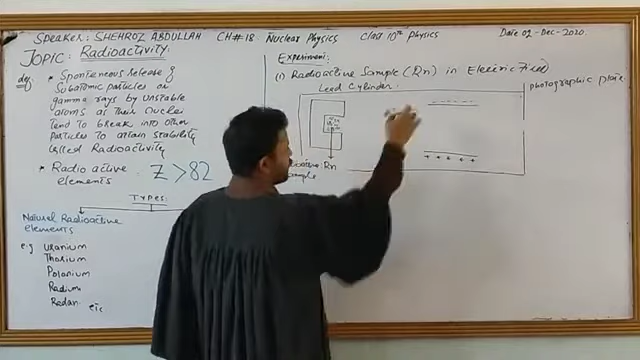 Speaker: SHEHROZ ABDULLAH CH#18 Nuclear Physics Class 10th Physics Date 02-Dec-2020
Topic: Radioactivity:
def: • Spontaneous release of
Subatomic particles or
gamma rays by unstable
atoms as their nuclei
tend to break into other
particles to attain stability
called Radioactivity
• Radio active
elements : Z > 82
Types:
Natural Radioactive
elements
e.g Uranium
Thorium
Polonium
Radium
Radan etc
Experiment:
(1) Radioactive Sample (Rn) in Electric Field
Lead Cylinder
photographic plate
- - - - -
+ + + + +
Rn